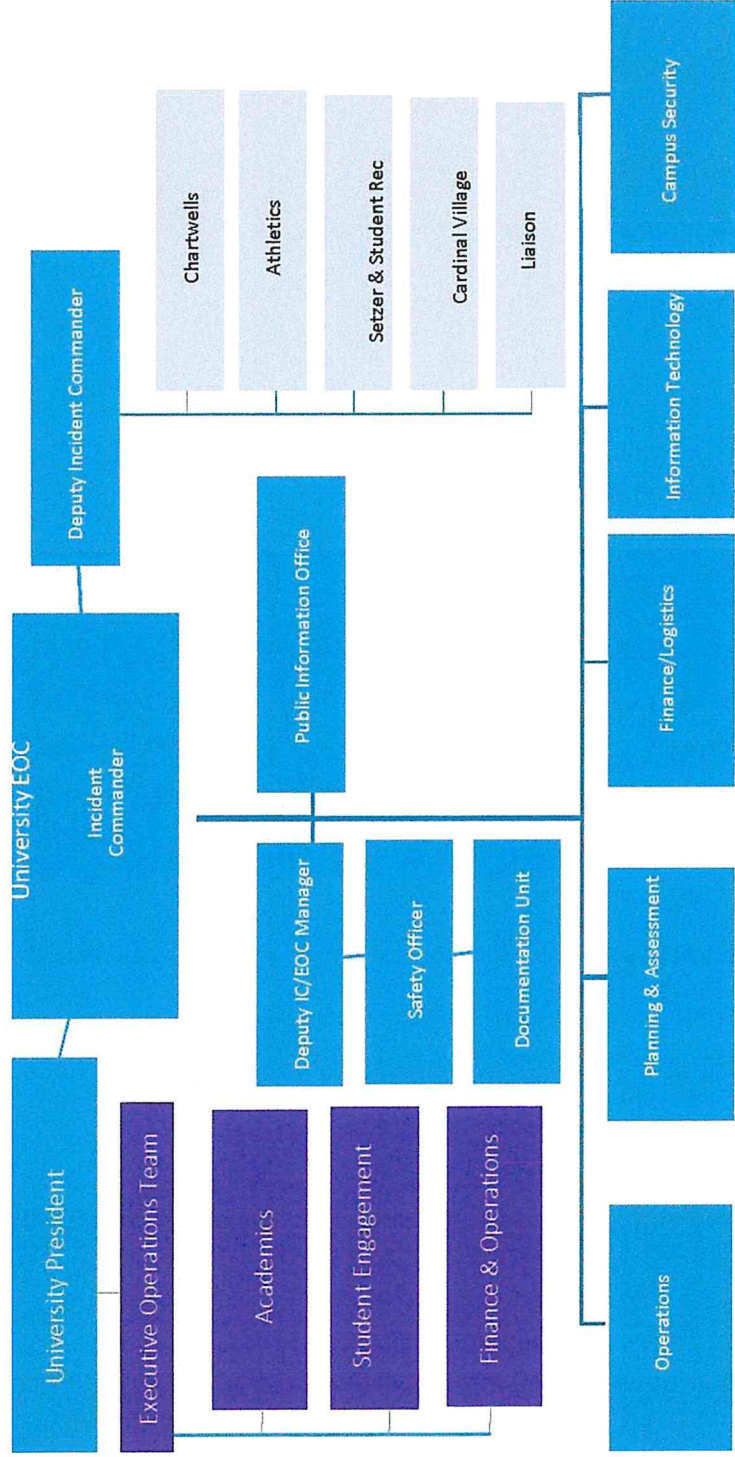 University EOC
Incident
Commander
University President
Deputy Incident Commander
Executive Operations Team
Academics
Student Engagement
Finance & Operations
Deputy IC/EOC Manager
Safety Officer
Documentation Unit
Public Information Office
Chartwells
Athletics
Setzer & Student Rec
Cardinal Village
Liaison
Operations
Planning & Assessment
Finance/Logistics
Information Technology
Campus Security